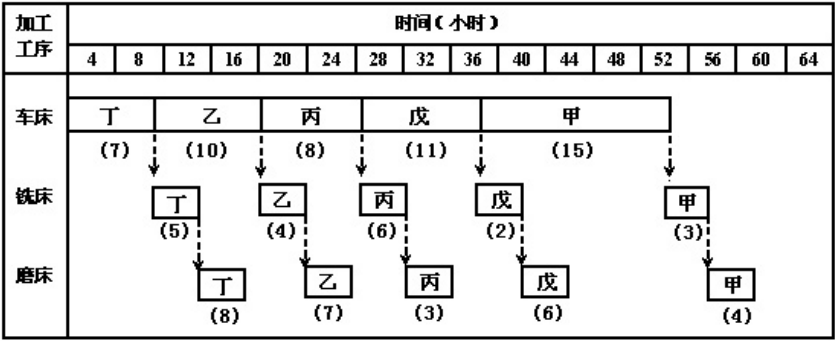 加工
工序
时间(小时)
4 8 12 16 20 24 28 32 36 40 44 48 52 56 60 64
车床
丁 乙 丙 戊 甲
(7) (10) (8) (11) (15)
铣床
丁 乙 丙 戊 甲
(5) (4) (6) (2) (3)
磨床
丁 乙 丙 戊 甲
(8) (7) (3) (6) (4)